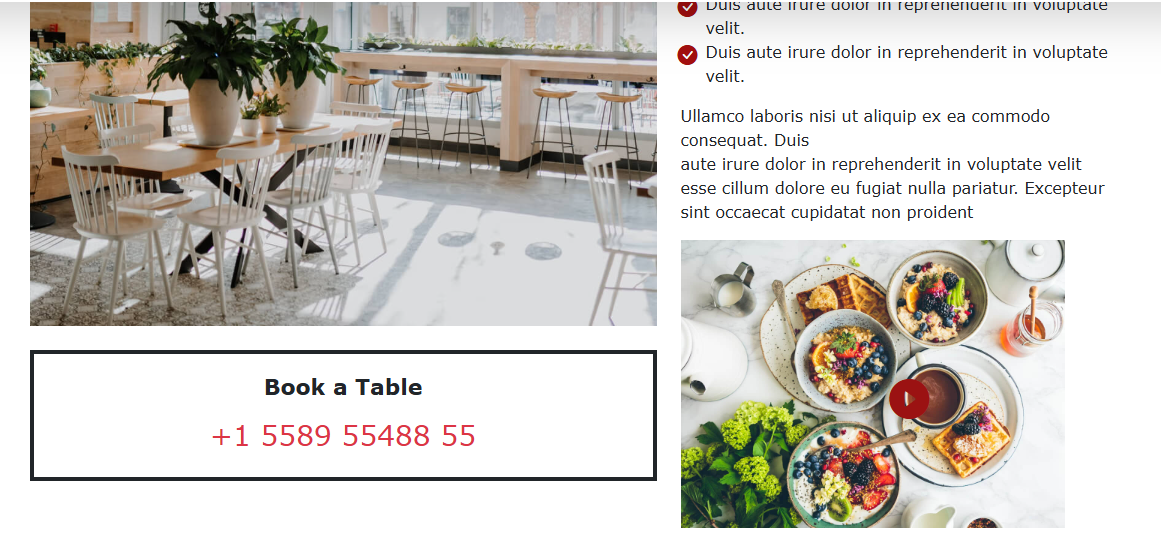 Duis aute irure dolor in reprehenderit in voluptate
velit.
Duis aute irure dolor in reprehenderit in voluptate
velit.
Ullamco laboris nisi ut aliquip ex ea commodo
consequat. Duis
aute irure dolor in reprehenderit in voluptate velit
esse cillum dolore eu fugiat nulla pariatur. Excepteur
sint occaecat cupidatat non proident
Book a Table
+1 5589 55488 55